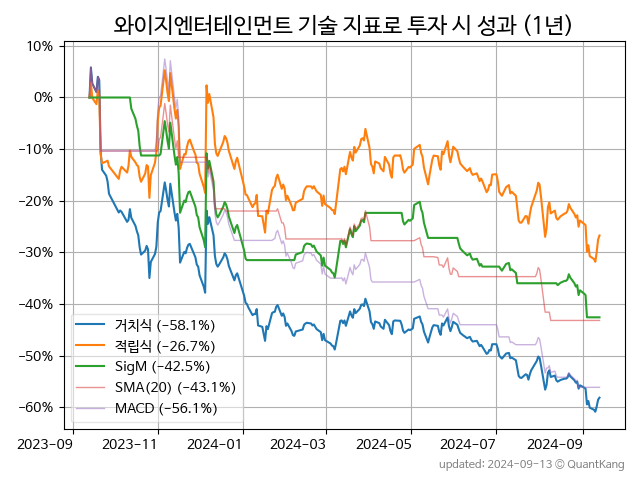 와이지엔터테인먼트 기술 지표로 투자 시 성과 (1년)
10%
0%
−10%
−20%
−30%
−40%
−50%
−60%
거치식 (−58.1%)
적립식 (−26.7%)
SigM (−42.5%)
SMA(20) (−43.1%)
MACD (−56.1%)
2023-09
2023-11
2024-01
2024-03
2024-05
2024-07
2024-09
updated: 2024-09-13 © QuantKang